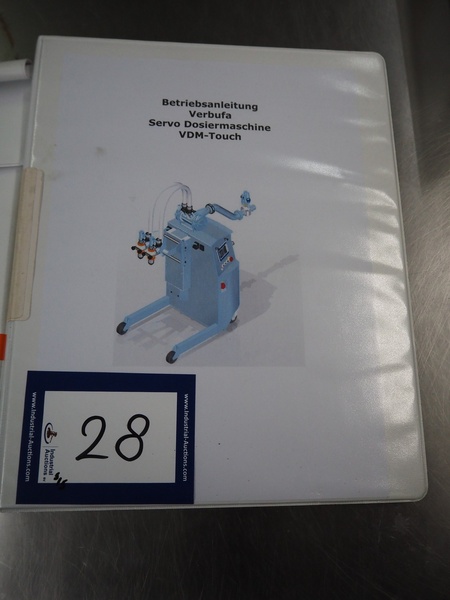 Betriebsanleitung
Verbufa
Servo Dosiermaschine
VDM-Touch
www.Industrial-Auctions.com
Industrial
Auctions
28
www.Industrial-Auctions.com